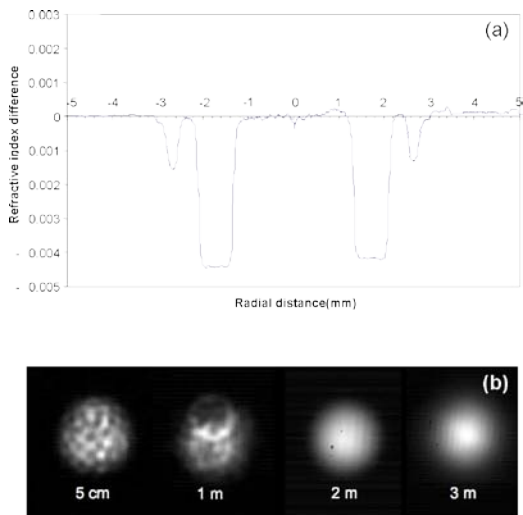 (a)
0.003
0.002
0.001
-5 -4 -3 -2 -1 0 1 2 3 4 5
0
0.001
0.002
0.003
- 0.004
- 0.005
Refractive index difference
Radial distance(mm)
(b)
5 cm 1 m 2 m 3 m